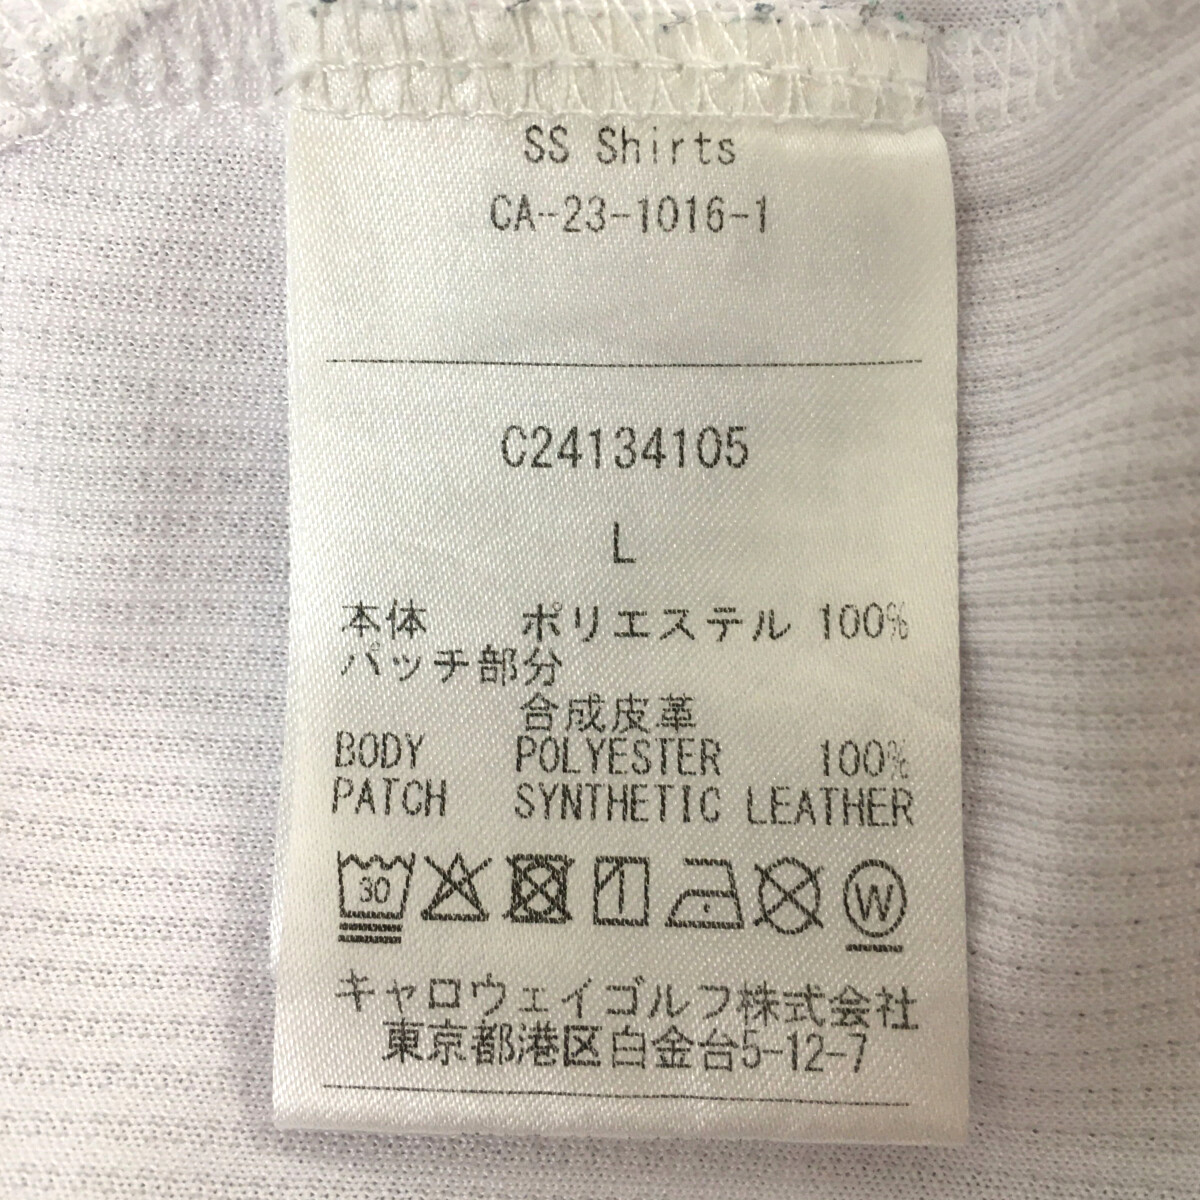 SS Shirts
CA-23-1016-1
C24134105
L
本体 ポリエステル 100%
パッチ部分
合成皮革
BODY POLYESTER 100%
PATCH SYNTHETIC LEATHER
30 W
キャロウェイゴルフ株式会社
東京都港区白金台5-12-7